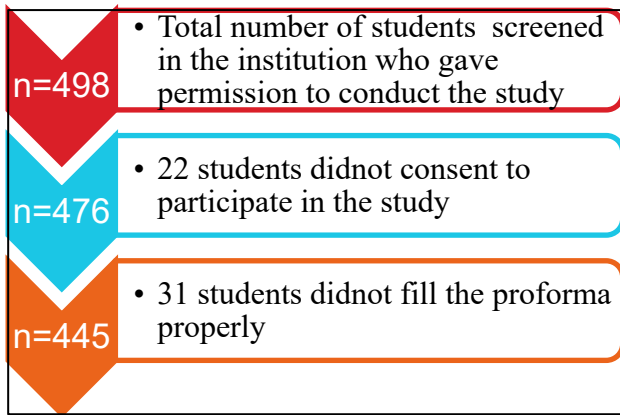 n=498
• Total number of students screened
in the institution who gave
permission to conduct the study
n=476
• 22 students didnot consent to
participate in the study
n=445
• 31 students didnot fill the proforma
properly